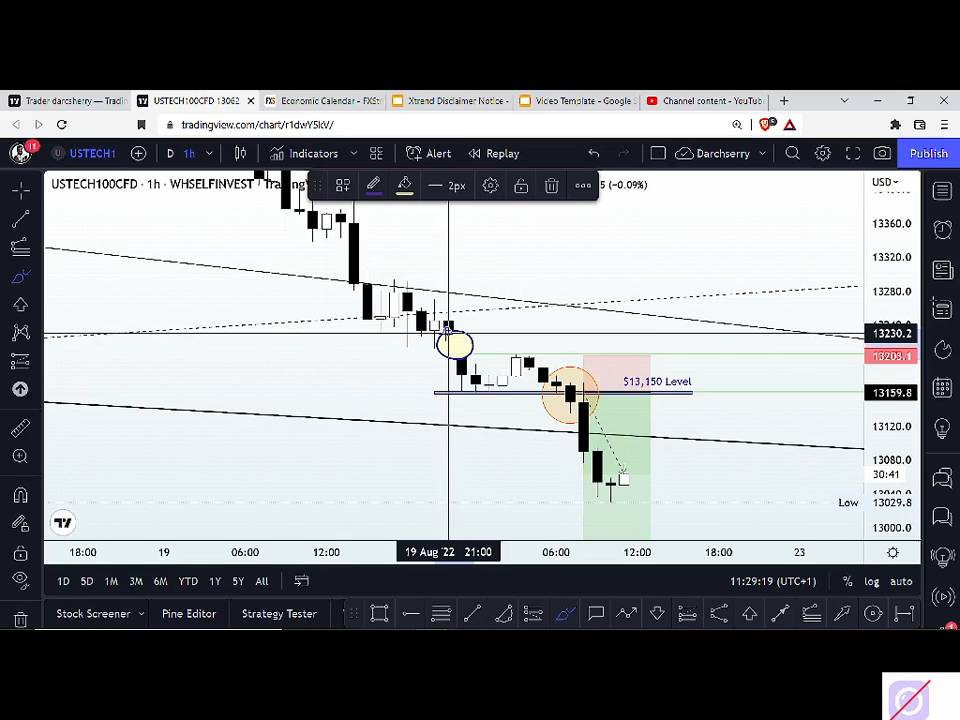 Trader darcsherry — Tradin
USTECH100CFD 13062
Economic Calendar - FXStr
Xtrend Disclaimer Notice -
Video Template - Google S
Channel content - YouTub
tradingview.com/chart/r1dwY5kV/
11
USTECH1
D
1h
Indicators
Alert
Replay
Darcsherry
Publish
USTECH100CFD · 1h · WHSELFINVEST
2px
5 (−0.09%)
USD
13360.0
13320.0
13280.0
13230.2
13203.1
$13,150 Level
13159.8
13120.0
13080.0
30:41
Low 13029.8
13000.0
18:00
19
06:00
12:00
19 Aug '22 21:00
06:00
12:00
18:00
23
1D
5D
1M
3M
6M
YTD
1Y
5Y
All
11:29:19 (UTC+1)
%
log
auto
Stock Screener
Pine Editor
Strategy Tester